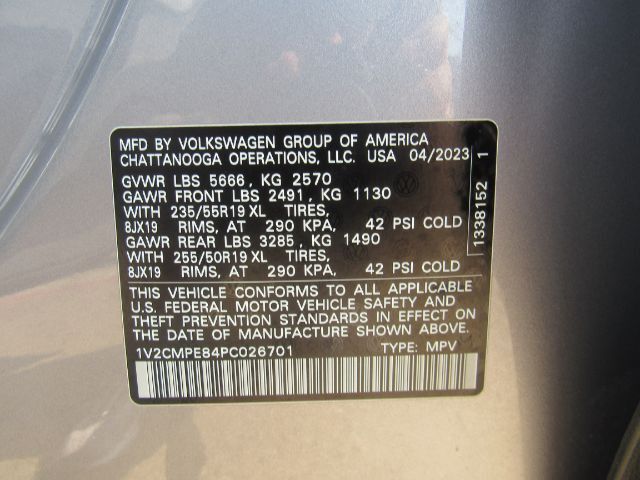 MFD BY VOLKSWAGEN GROUP OF AMERICA
CHATTANOOGA OPERATIONS, LLC. USA 04/2023
GVWR LBS 5666, KG 2570
GAWR FRONT LBS 2491, KG 1130
WITH 235/55R19 XL TIRES,
8JX19 RIMS, AT 290 KPA, 42 PSI COLD
GAWR REAR LBS 3285, KG 1490
WITH 255/50R19 XL TIRES,
8JX19 RIMS, AT 290 KPA, 42 PSI COLD
THIS VEHICLE CONFORMS TO ALL APPLICABLE
U.S. FEDERAL MOTOR VEHICLE SAFETY AND
THEFT PREVENTION STANDARDS IN EFFECT ON
THE DATE OF MANUFACTURE SHOWN ABOVE.
1V2CMPE84PC026701 TYPE: MPV
1338152 1